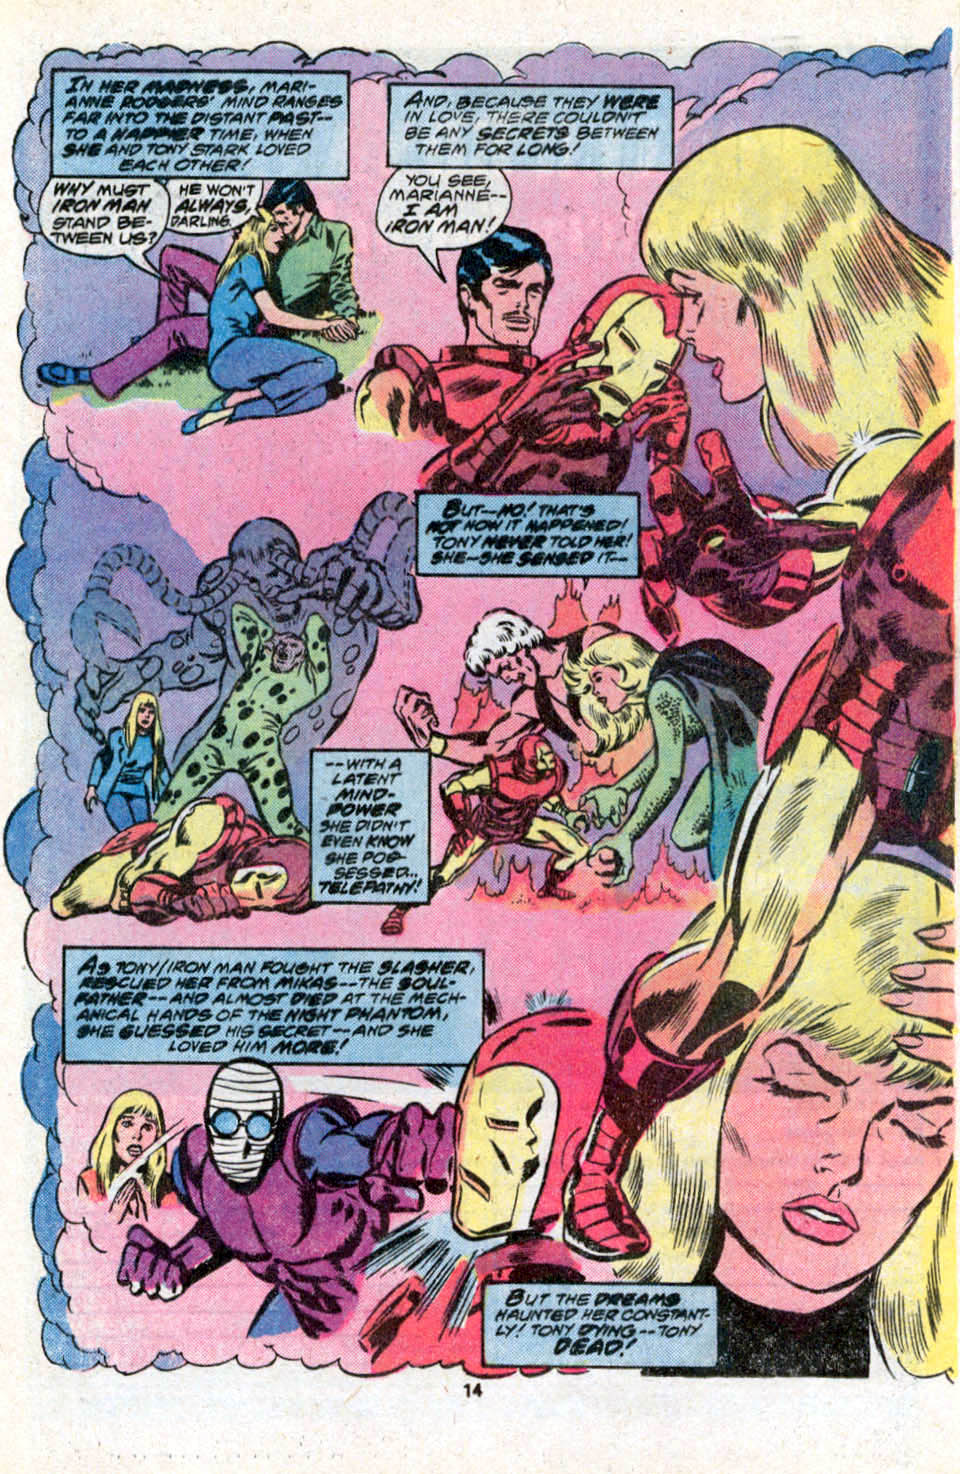 IN HER MADNESS, MARI-
ANNE RODGERS' MIND RANGES
FAR INTO THE DISTANT PAST--
TO A HAPPIER TIME, WHEN
SHE AND TONY STARK LOVED
EACH OTHER!
AND, BECAUSE THEY WERE
IN LOVE, THERE COULDN'T
BE ANY SECRETS BETWEEN
THEM FOR LONG!
WHY MUST
IRON MAN
STAND BE-
TWEEN US?
HE WON'T
ALWAYS,
DARLING.
YOU SEE,
MARIANNE--
I AM
IRON MAN!
BUT--NO! THAT'S
NOT HOW IT HAPPENED!
TONY NEVER TOLD HER!
SHE--SHE SENSED IT--
--WITH A
LATENT
MIND-
POWER
SHE DIDN'T
EVEN KNOW
SHE POS-
SESSED...
TELEPATHY!
AS TONY/IRON MAN FOUGHT THE SLASHER,
RESCUED HER FROM MIKAS--THE SOUL-
FATHER--AND ALMOST DIED AT THE MECH-
ANICAL HANDS OF THE NIGHT PHANTOM,
SHE GUESSED HIS SECRET--AND SHE
LOVED HIM MORE!
BUT THE DREAMS
HAUNTED HER CONSTANT-
LY! TONY DYING--TONY
DEAD!
14